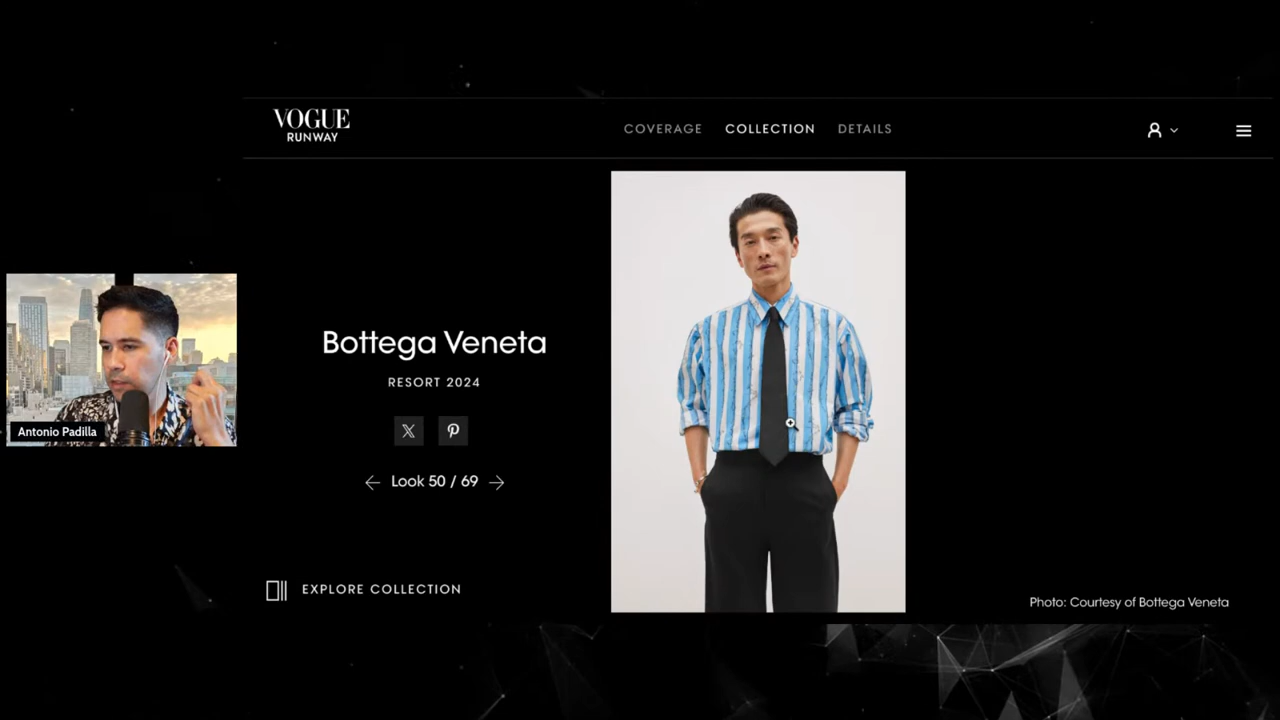 VOGUE
RUNWAY
COVERAGE COLLECTION DETAILS
Bottega Veneta
RESORT 2024
Look 50 / 69
EXPLORE COLLECTION
Photo: Courtesy of Bottega Veneta
Antonio Padilla